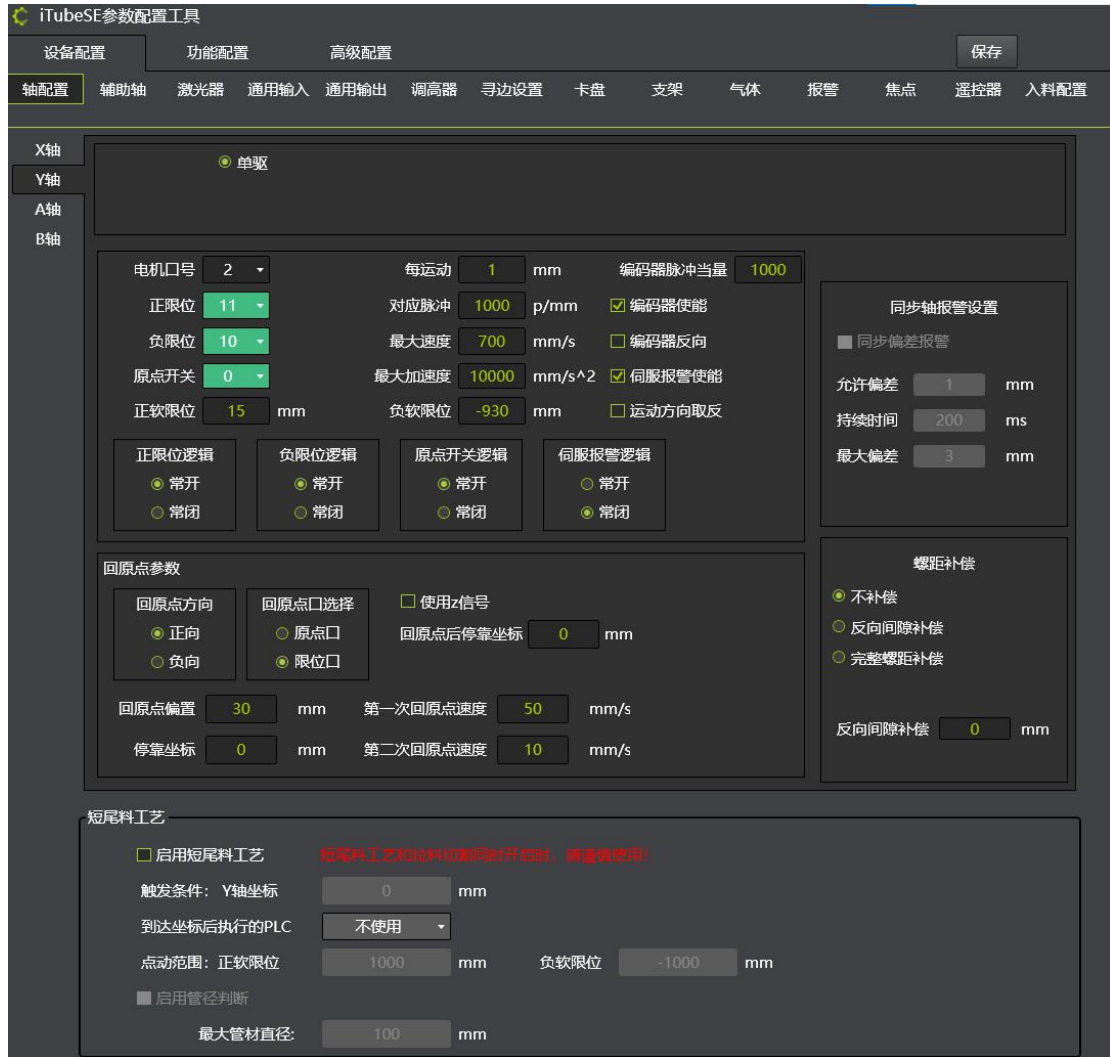 iTubeSE参数配置工具
设备配置 功能配置 高级配置 保存
轴配置 辅助轴 激光器 通用输入 通用输出 调高器 寻边设置 卡盘 支架 气体 报警 焦点 遥控器 入料配置
X轴
Y轴
A轴
B轴
单驱
电机口号 2 每运动 1 mm 编码器脉冲当量 1000
正限位 11 对应脉冲 1000 p/mm 编码器使能
负限位 10 最大速度 700 mm/s 编码器反向
原点开关 0 最大加速度 10000 mm/s^2 伺服报警使能
正软限位 15 mm 负软限位 -930 mm 运动方向取反
正限位逻辑 负限位逻辑 原点开关逻辑 伺服报警逻辑
常开 常开 常开 常开
常闭 常闭 常闭 常闭
同步轴报警设置
同步偏差报警
允许偏差 1 mm
持续时间 200 ms
最大偏差 3 mm
回原点参数
回原点方向 回原点口选择 使用z信号
正向 原点口 回原点后停靠坐标 0 mm
负向 限位口
回原点偏置 30 mm 第一次回原点速度 50 mm/s
停靠坐标 0 mm 第二次回原点速度 10 mm/s
螺距补偿
不补偿
反向间隙补偿
完整螺距补偿
反向间隙补偿 0 mm
短尾料工艺
启用短尾料工艺 短尾料工艺和拉料切割同时开启时，请谨慎使用!
触发条件: Y轴坐标 0 mm
到达坐标后执行的PLC 不使用
点动范围: 正软限位 1000 mm 负软限位 -1000 mm
启用管径判断
最大管材直径: 100 mm